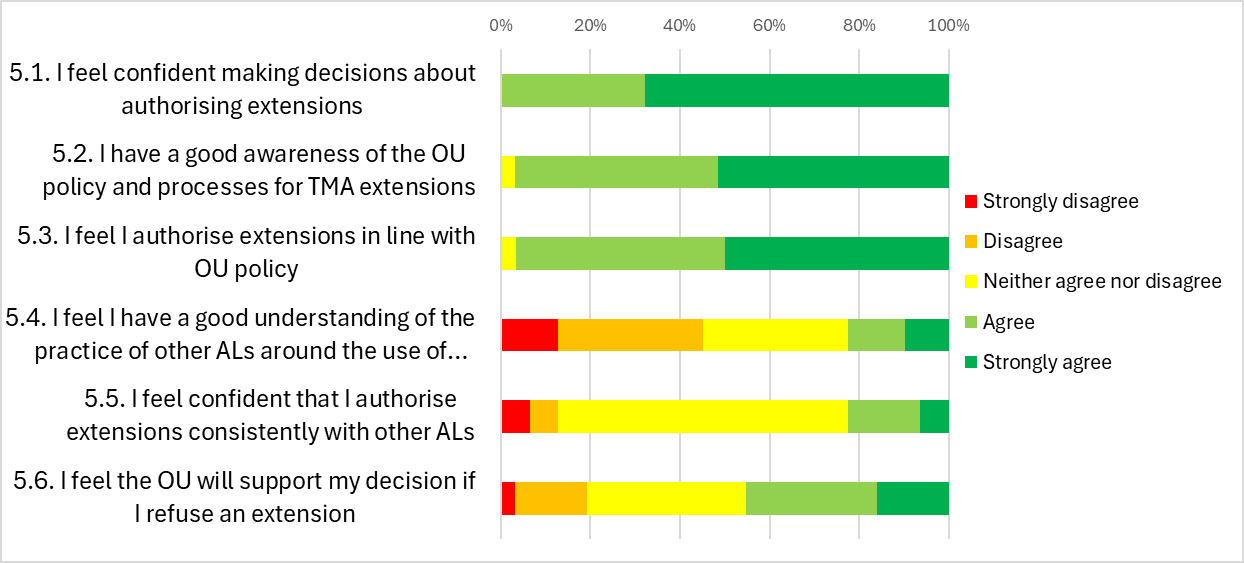 0%
20%
40%
60%
80%
100%
5.1. I feel confident making decisions about
authorising extensions
5.2. I have a good awareness of the OU
policy and processes for TMA extensions
5.3. I feel I authorise extensions in line with
OU policy
5.4. I feel I have a good understanding of the
practice of other ALs around the use of...
5.5. I feel confident that I authorise
extensions consistently with other ALs
5.6. I feel the OU will support my decision if
I refuse an extension
Strongly disagree
Disagree
Neither agree nor disagree
Agree
Strongly agree